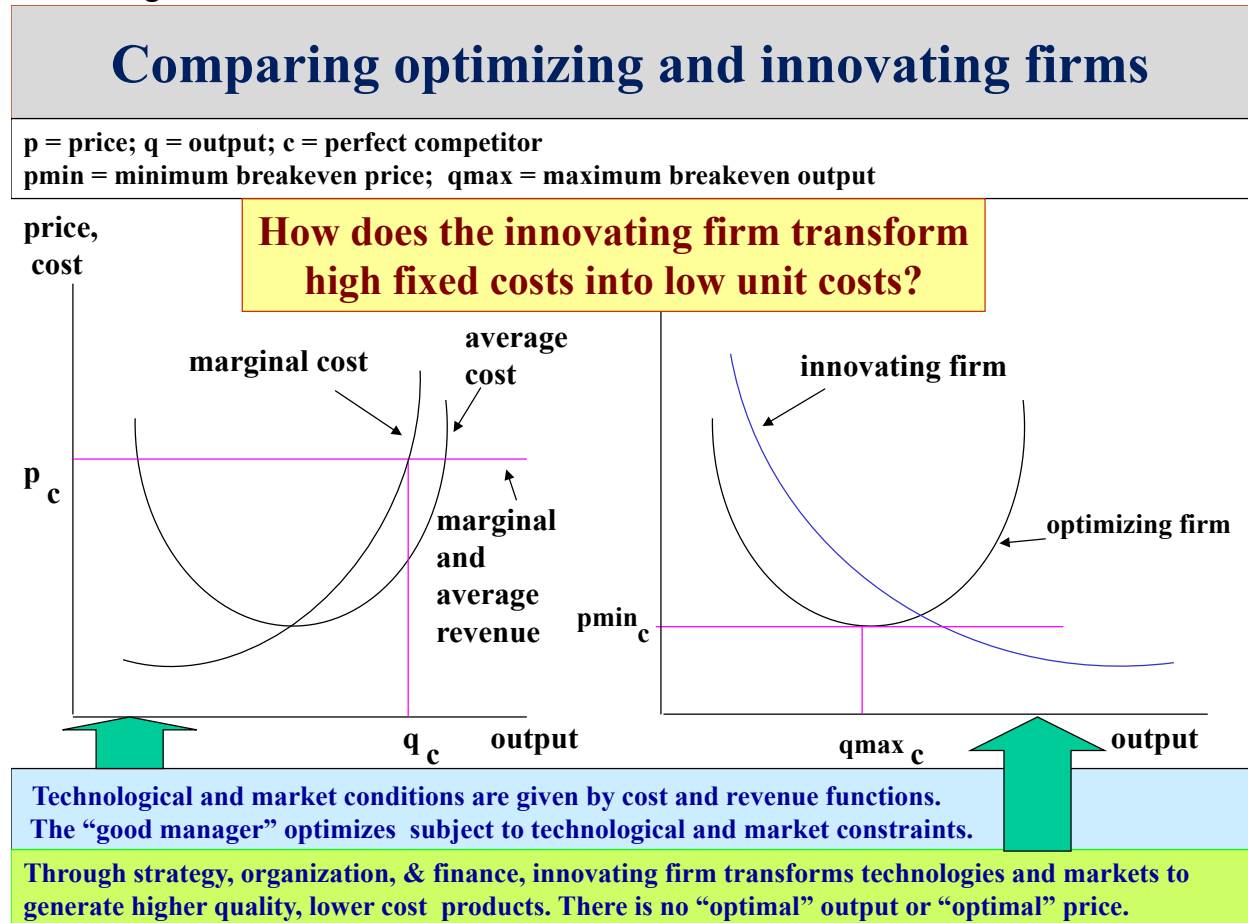 Comparing optimizing and innovating firms
p = price; q = output; c = perfect competitor
pmin = minimum breakeven price;  qmax = maximum breakeven output
How does the innovating firm transform
high fixed costs into low unit costs?
price,
cost
marginal cost
average
cost
p c
marginal
and
average
revenue
q c
output
innovating firm
optimizing firm
pmin c
qmax c
output
Technological and market conditions are given by cost and revenue functions.
The “good manager” optimizes  subject to technological and market constraints.
Through strategy, organization, & finance, innovating firm transforms technologies and markets to
generate higher quality, lower cost  products. There is no “optimal” output or “optimal” price.